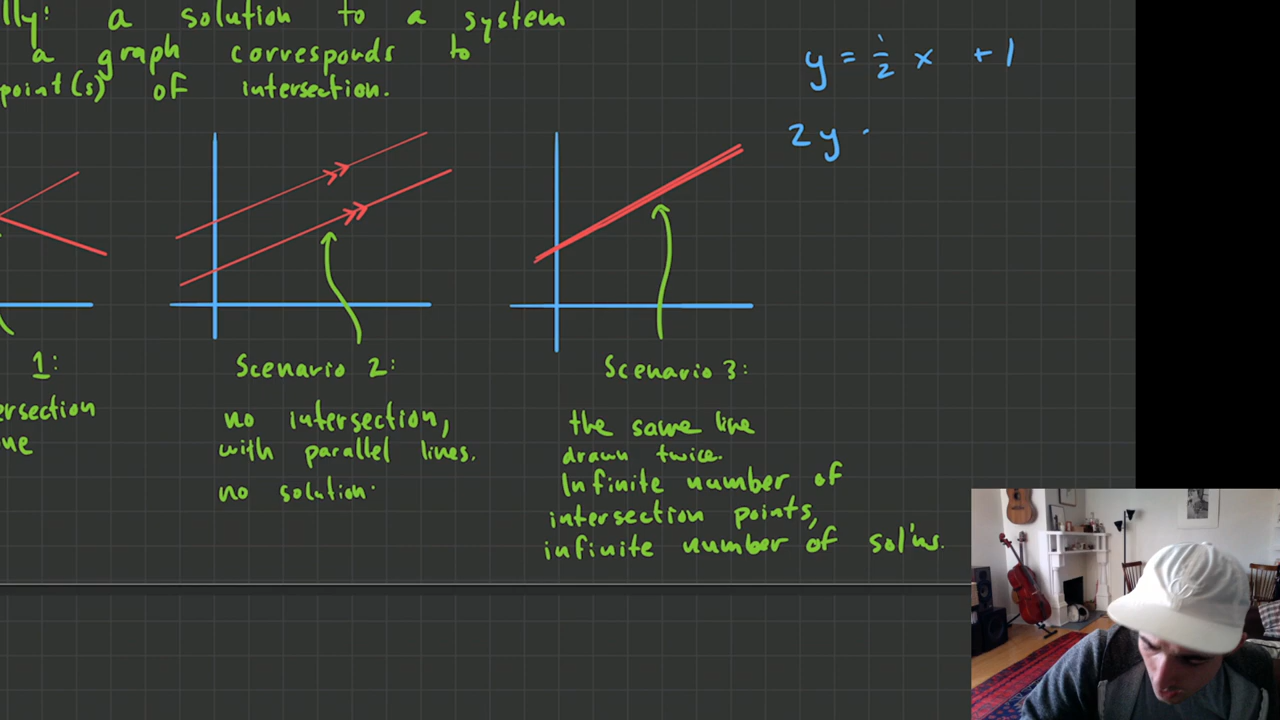 lly: a solution to a system
a graph corresponds to
point(s) of intersection.
y = 1/2 x + 1
2y
1:
ersection
Scenario 2:
no intersection,
with parallel lines.
no solution.
Scenario 3:
the same line
drawn twice.
Infinite number of
intersection points,
infinite number of sol'ns.